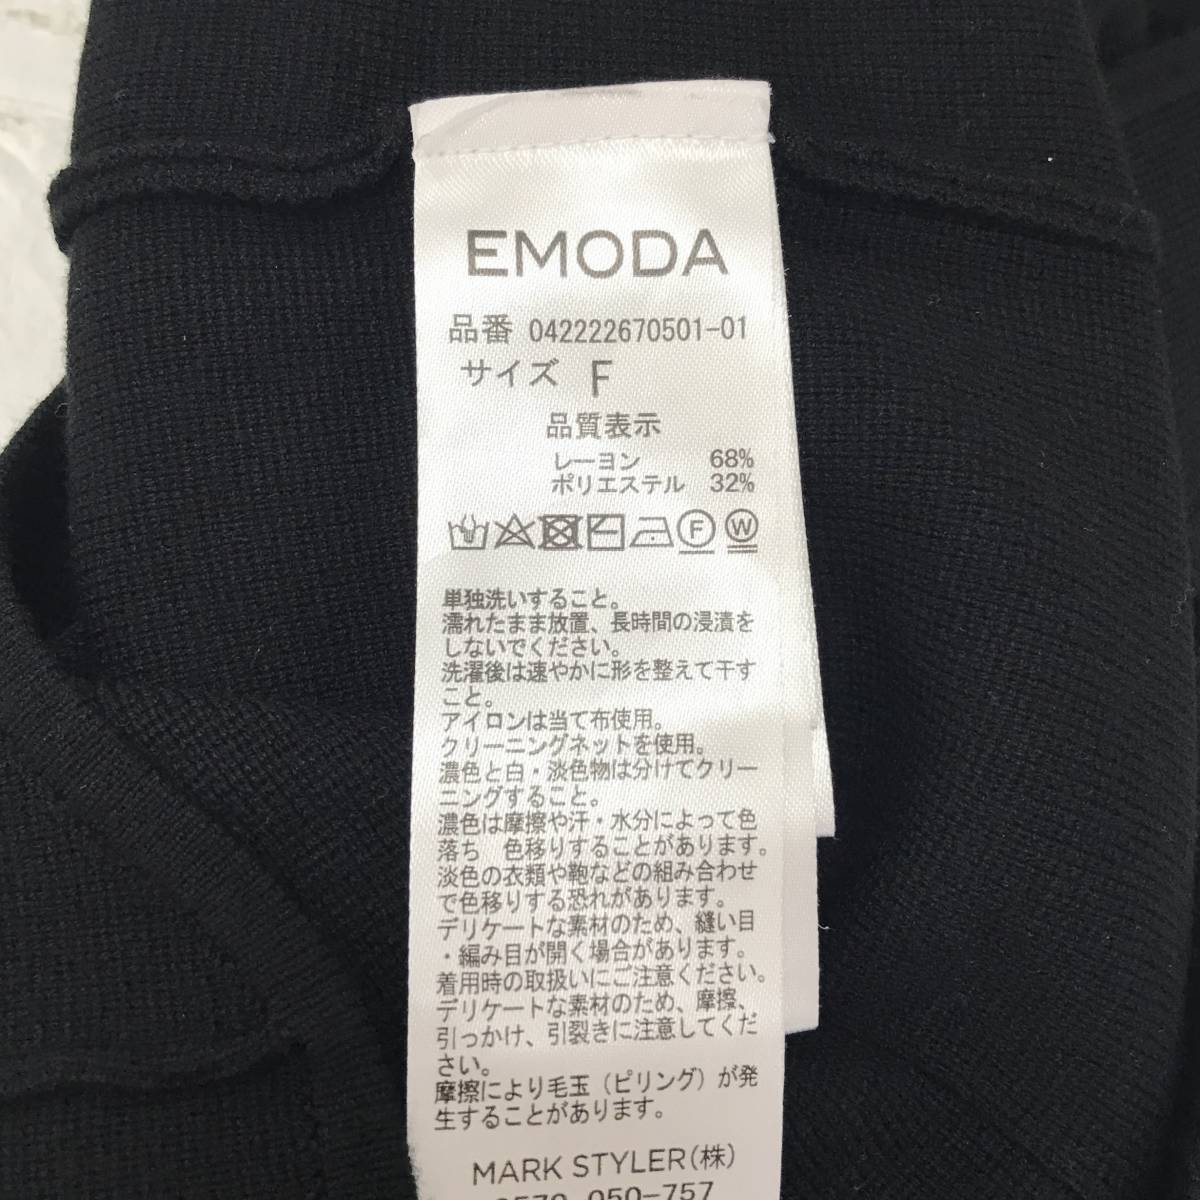 EMODA
品番 042222670501-01
サイズ F
品質表示
レーヨン 68%
ポリエステル 32%
F W
単独洗いすること。
濡れたまま放置、長時間の浸漬を
しないでください。
洗濯後は速やかに形を整えて干す
こと。
アイロンは当て布使用。
クリーニングネットを使用。
濃色と白・淡色物は分けてクリー
ニングすること。
濃色は摩擦や汗・水分によって色
落ち 色移りすることがあります。
淡色の衣類や鞄などの組み合わせ
で色移りする恐れがあります。
デリケートな素材のため、縫い目
・編み目が開く場合があります。
着用時の取扱いにご注意ください。
デリケートな素材のため、摩擦、
引っかけ、引裂きに注意してくだ
さい。
摩擦により毛玉（ピリング）が発
生することがあります。
MARK STYLER(株)
050-757